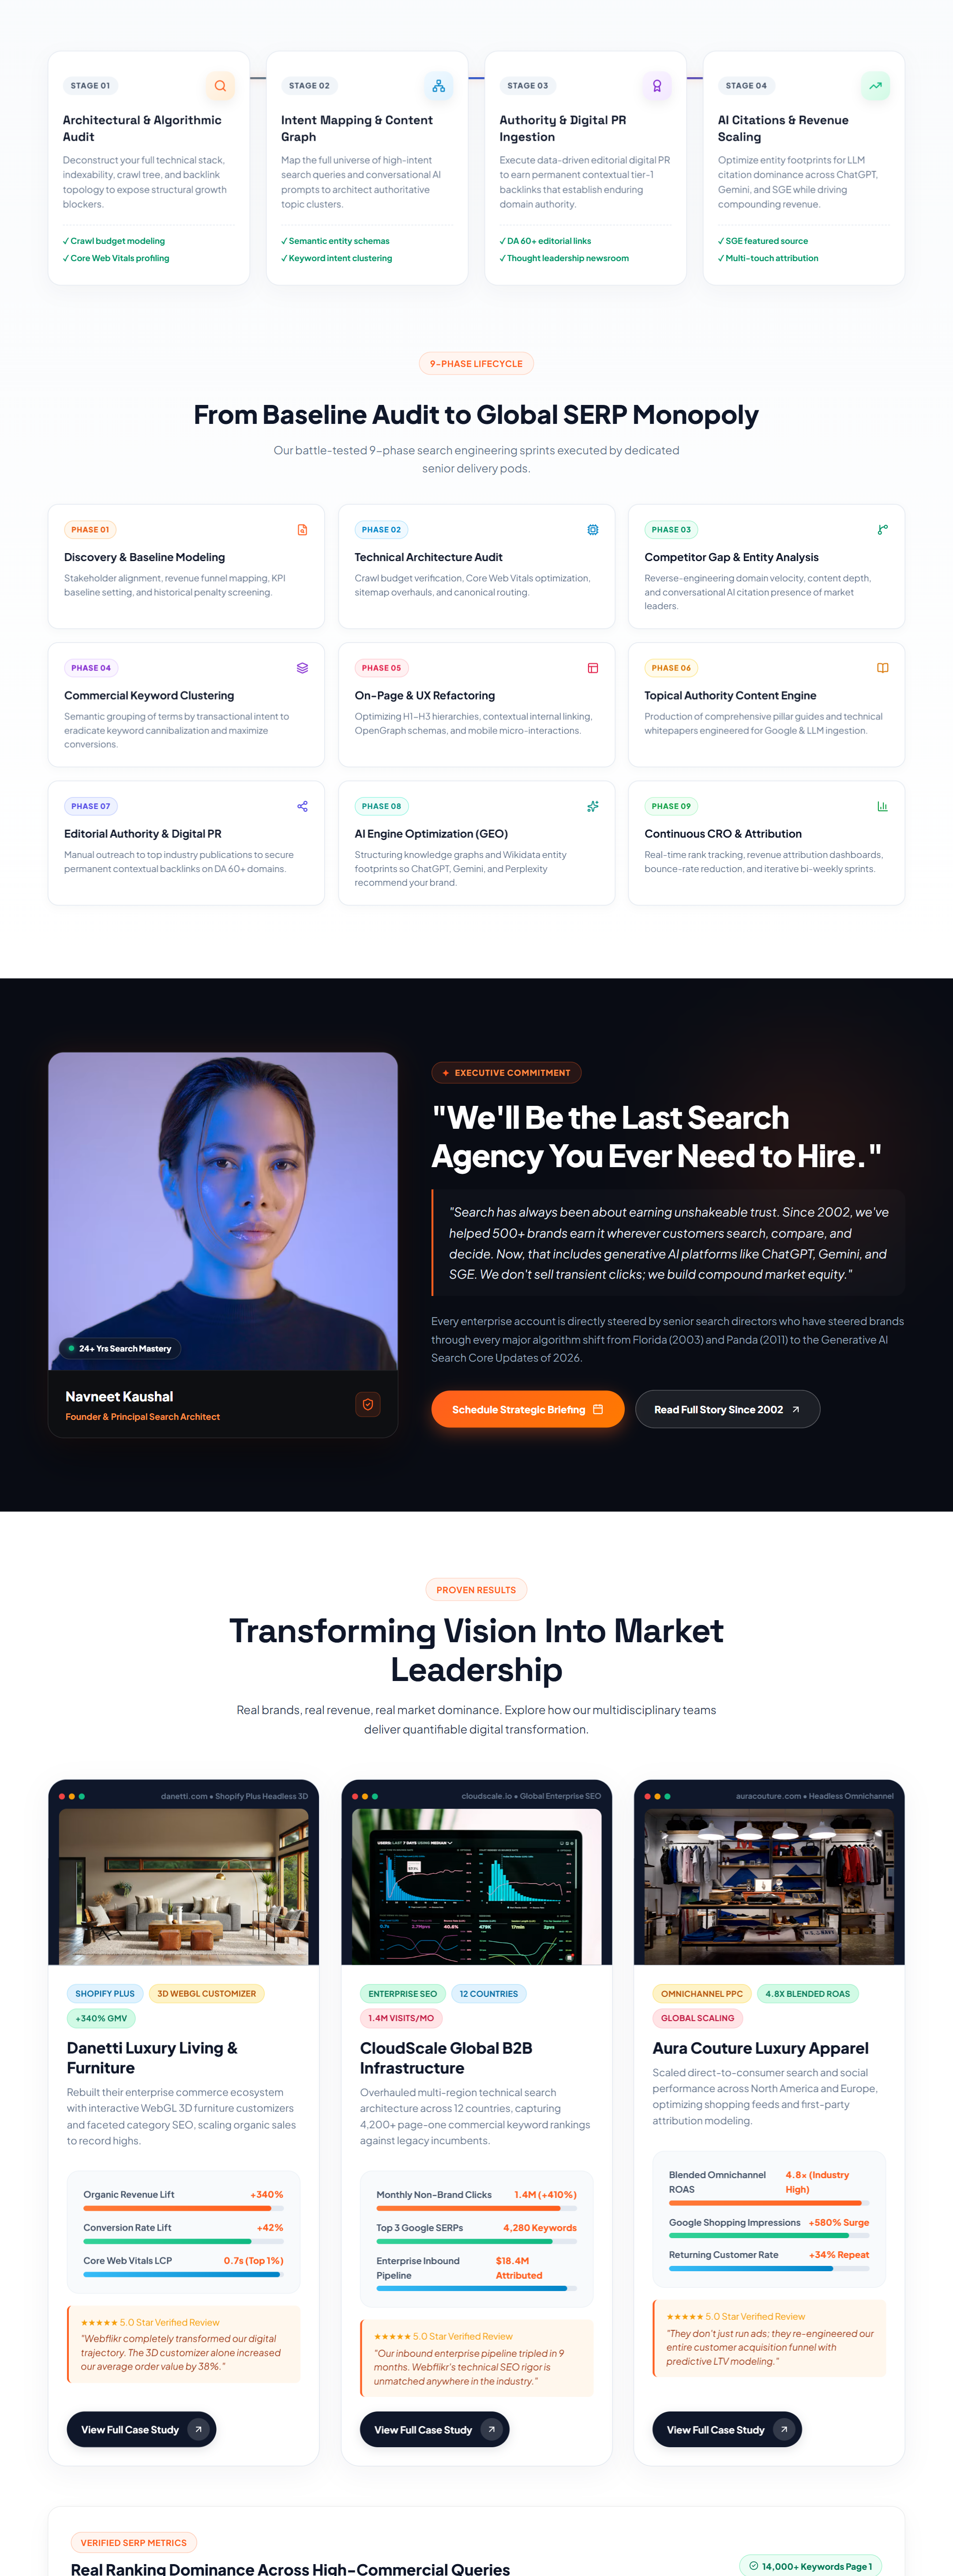 STAGE 01
Architectural & Algorithmic
Audit
Deconstruct your full technical stack,
indexability, crawl tree, and backlink
topology to expose structural growth
blockers.
✓ Crawl budget modeling
✓ Core Web Vitals profiling
STAGE 02
Intent Mapping & Content
Graph
Map the full universe of high-intent
search queries and conversational AI
prompts to architect authoritative
topic clusters.
✓ Semantic entity schemas
✓ Keyword intent clustering
STAGE 03
Authority & Digital PR
Ingestion
Execute data-driven editorial digital PR
to earn permanent contextual tier-1
backlinks that establish enduring
domain authority.
✓ DA 60+ editorial links
✓ Thought leadership newsroom
STAGE 04
AI Citations & Revenue
Scaling
Optimize entity footprints for LLM
citation dominance across ChatGPT,
Gemini, and SGE while driving
compounding revenue.
✓ SGE featured source
✓ Multi-touch attribution
9-PHASE LIFECYCLE
From Baseline Audit to Global SERP Monopoly
Our battle-tested 9-phase search engineering sprints executed by dedicated
senior delivery pods.
PHASE 01
Discovery & Baseline Modeling
Stakeholder alignment, revenue funnel mapping, KPI
baseline setting, and historical penalty screening.
PHASE 02
Technical Architecture Audit
Crawl budget verification, Core Web Vitals optimization,
sitemap overhauls, and canonical routing.
PHASE 03
Competitor Gap & Entity Analysis
Reverse-engineering domain velocity, content depth,
and conversational AI citation presence of market
leaders.
PHASE 04
Commercial Keyword Clustering
Semantic grouping of terms by transactional intent to
eradicate keyword cannibalization and maximize
conversions.
PHASE 05
On-Page & UX Refactoring
Optimizing H1-H3 hierarchies, contextual internal linking,
OpenGraph schemas, and mobile micro-interactions.
PHASE 06
Topical Authority Content Engine
Production of comprehensive pillar guides and technical
whitepapers engineered for Google & LLM ingestion.
PHASE 07
Editorial Authority & Digital PR
Manual outreach to top industry publications to secure
permanent contextual backlinks on DA 60+ domains.
PHASE 08
AI Engine Optimization (GEO)
Structuring knowledge graphs and Wikidata entity
footprints so ChatGPT, Gemini, and Perplexity
recommend your brand.
PHASE 09
Continuous CRO & Attribution
Real-time rank tracking, revenue attribution dashboards,
bounce-rate reduction, and iterative bi-weekly sprints.
24+ Yrs Search Mastery
Navneet Kaushal
Founder & Principal Search Architect
EXECUTIVE COMMITMENT
"We'll Be the Last Search
Agency You Ever Need to Hire."
"Search has always been about earning unshakeable trust. Since 2002, we've
helped 500+ brands earn it wherever customers search, compare, and
decide. Now, that includes generative AI platforms like ChatGPT, Gemini, and
SGE. We don't sell transient clicks; we build compound market equity."
Every enterprise account is directly steered by senior search directors who have steered brands
through every major algorithm shift from Florida (2003) and Panda (2011) to the Generative AI
Search Core Updates of 2026.
Schedule Strategic Briefing
Read Full Story Since 2002
PROVEN RESULTS
Transforming Vision Into Market
Leadership
Real brands, real revenue, real market dominance. Explore how our multidisciplinary teams
deliver quantifiable digital transformation.
danetti.com • Shopify Plus Headless 3D
SHOPIFY PLUS
3D WEBGL CUSTOMIZER
+340% GMV
Danetti Luxury Living &
Furniture
Rebuilt their enterprise commerce ecosystem
with interactive WebGL 3D furniture customizers
and faceted category SEO, scaling organic sales
to record highs.
Organic Revenue Lift +340%
Conversion Rate Lift +42%
Core Web Vitals LCP 0.7s (Top 1%)
★★★★★ 5.0 Star Verified Review
"Webflikr completely transformed our digital
trajectory. The 3D customizer alone increased
our average order value by 38%."
View Full Case Study
cloudscale.io • Global Enterprise SEO
USERS: LAST 7 DAYS USING MEDIAN
ENTERPRISE SEO
12 COUNTRIES
1.4M VISITS/MO
CloudScale Global B2B
Infrastructure
Overhauled multi-region technical search
architecture across 12 countries, capturing
4,200+ page-one commercial keyword rankings
against legacy incumbents.
Monthly Non-Brand Clicks 1.4M (+410%)
Top 3 Google SERPs 4,280 Keywords
Enterprise Inbound
Pipeline
$18.4M
Attributed
★★★★★ 5.0 Star Verified Review
"Our inbound enterprise pipeline tripled in 9
months. Webflikr's technical SEO rigor is
unmatched anywhere in the industry."
View Full Case Study
auracouture.com • Headless Omnichannel
OMNICHANNEL PPC
4.8X BLENDED ROAS
GLOBAL SCALING
Aura Couture Luxury Apparel
Scaled direct-to-consumer search and social
performance across North America and Europe,
optimizing shopping feeds and first-party
attribution modeling.
Blended Omnichannel
ROAS
4.8x (Industry
High)
Google Shopping Impressions +580% Surge
Returning Customer Rate +34% Repeat
★★★★★ 5.0 Star Verified Review
"They don't just run ads; they re-engineered our
entire customer acquisition funnel with
predictive LTV modeling."
View Full Case Study
VERIFIED SERP METRICS
Real Ranking Dominance Across High-Commercial Queries
14,000+ Keywords Page 1